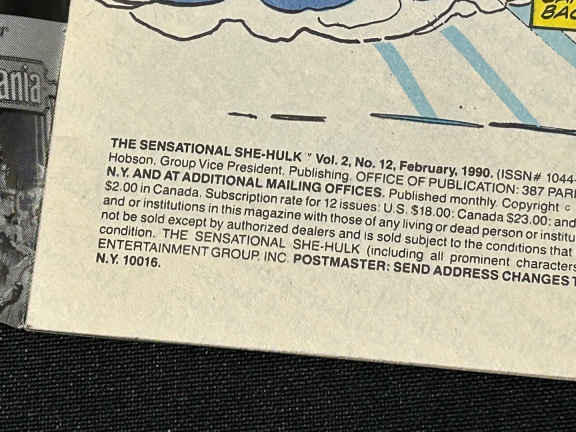 BAC
ania
THE SENSATIONAL SHE-HULK™ Vol. 2, No. 12, February, 1990. (ISSN# 1044-
Hobson, Group Vice President, Publishing. OFFICE OF PUBLICATION: 387 PAR
N.Y. AND AT ADDITIONAL MAILING OFFICES. Published monthly. Copyright ©
$2.00 in Canada. Subscription rate for 12 issues: U.S. $18.00; Canada $23.00; and
and or institutions in this magazine with those of any living or dead person or institu
not be sold except by authorized dealers and is sold subject to the conditions that
condition. THE SENSATIONAL SHE-HULK (including all prominent characters
ENTERTAINMENT GROUP, INC. POSTMASTER: SEND ADDRESS CHANGES T
N.Y. 10016.